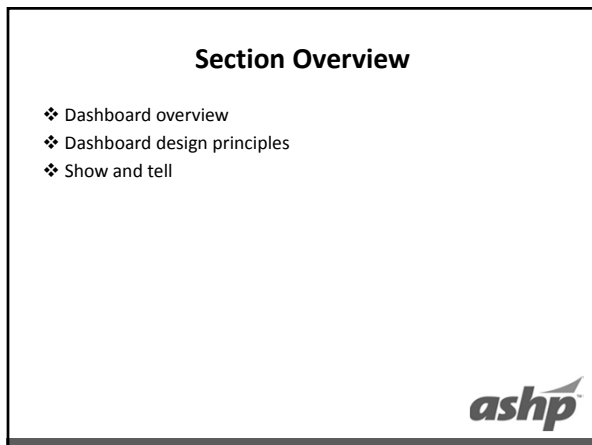 Section Overview
❖ Dashboard overview
❖ Dashboard design principles
❖ Show and tell
ashp